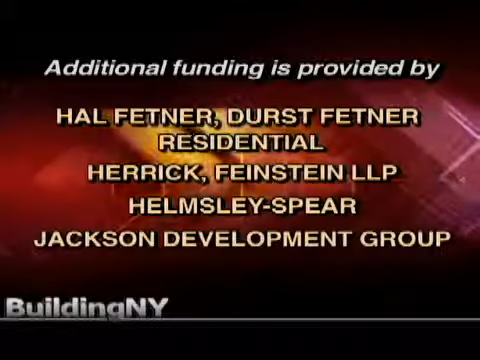 Additional funding is provided by
HAL FETNER, DURST FETNER
RESIDENTIAL
HERRICK, FEINSTEIN LLP
HELMSLEY-SPEAR
JACKSON DEVELOPMENT GROUP
BuildingNY